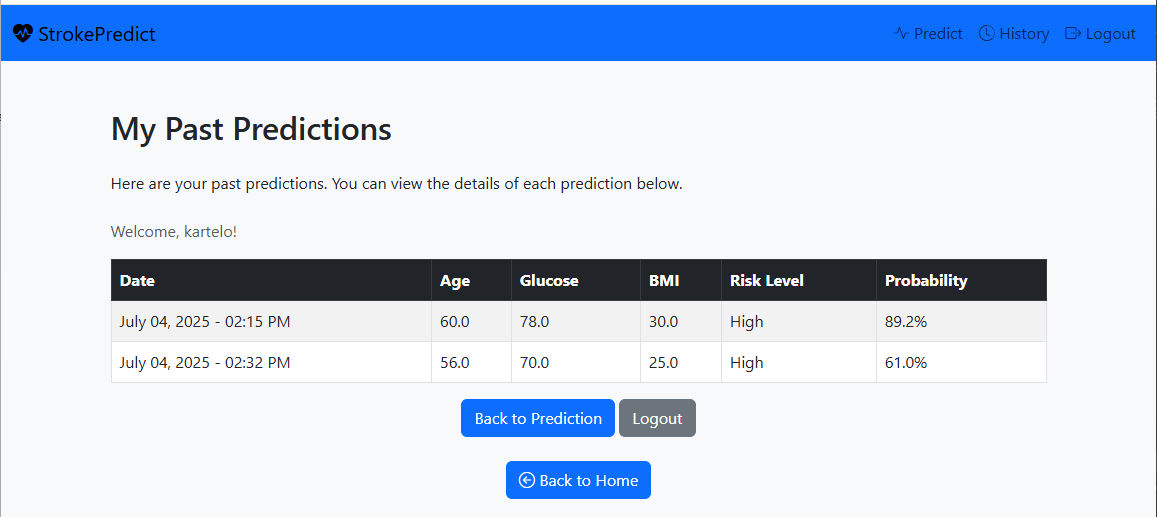 StrokePredict Predict History Logout
My Past Predictions
Here are your past predictions. You can view the details of each prediction below.
Welcome, kartelo!
Date Age Glucose BMI Risk Level Probability
July 04, 2025 - 02:15 PM 60.0 78.0 30.0 High 89.2%
July 04, 2025 - 02:32 PM 56.0 70.0 25.0 High 61.0%
Back to Prediction Logout
Back to Home